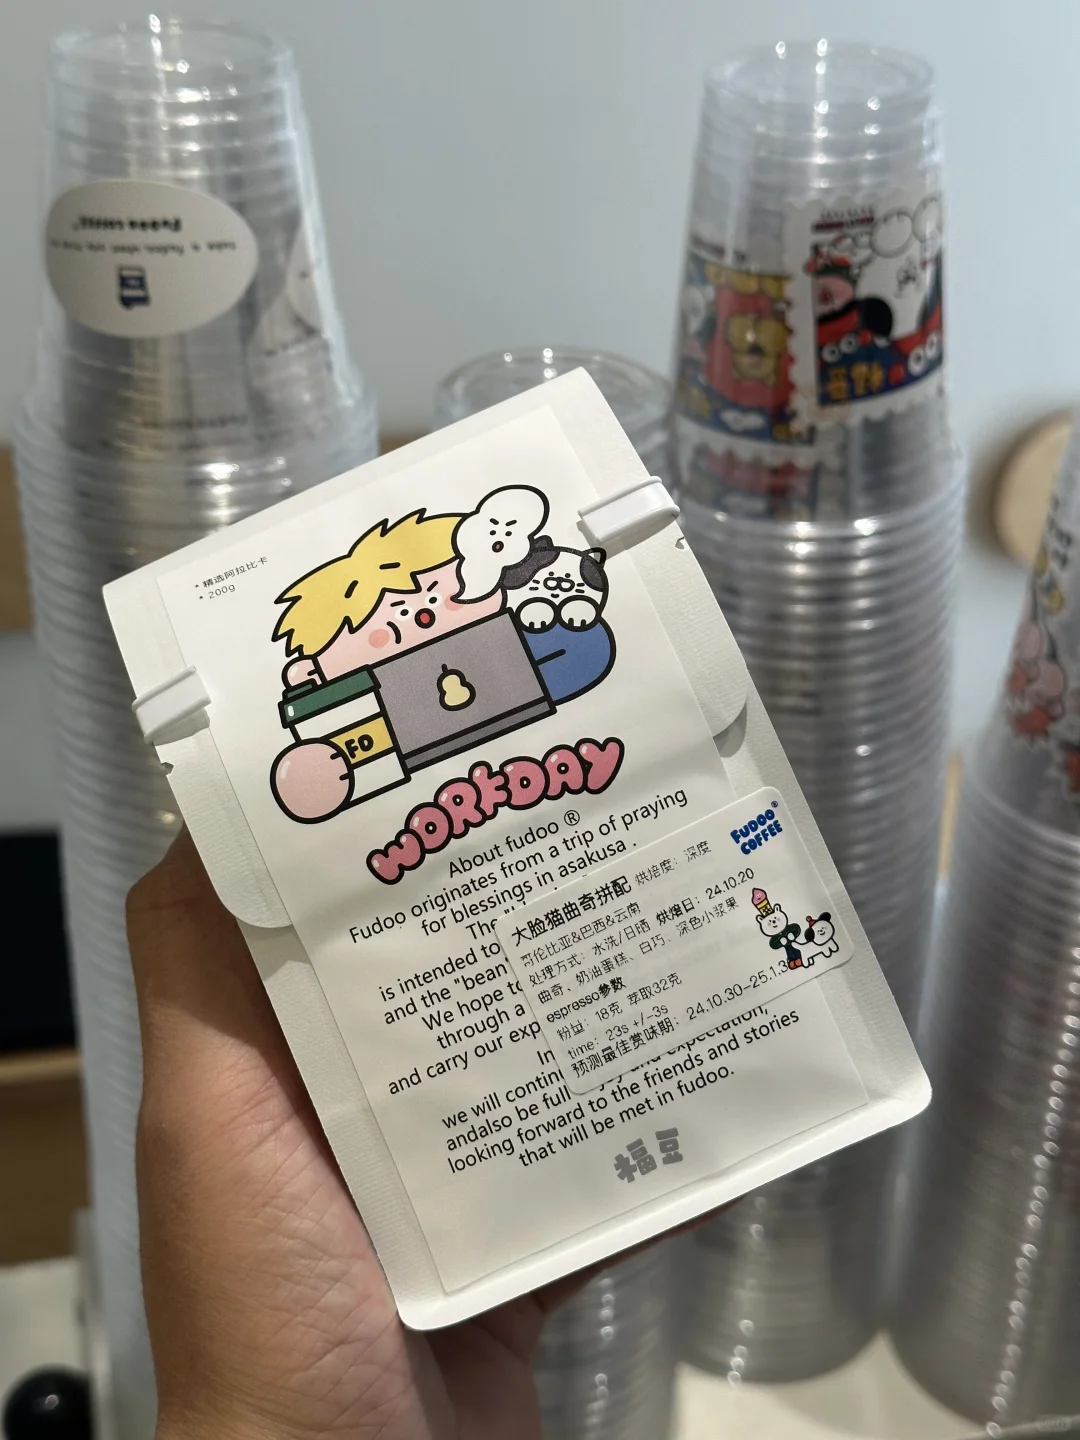 • 精选阿拉比卡
• 200g
FD
WORKDAY
About fudoo ®
Fudoo originates from a trip of praying
for blessings in asakusa .
The
is intended to
and the "bean
We hope to
through a
and carry our exp
In
we will contin joy and expectation,
andalso be full
looking forward to the friends and stories
that will be met in fudoo.
福豆
FUDOO®
COFFEE
大脸猫曲奇拼配 烘焙度：深度
哥伦比亚&巴西&云南
处理方式：水洗/日晒 烘焙日：24.10.20
曲奇、奶油蛋糕、白巧、深色小浆果
espresso参数
粉量：18克 萃取32克
time：23s +/-3s
预测最佳赏味期：24.10.30-25.1.3